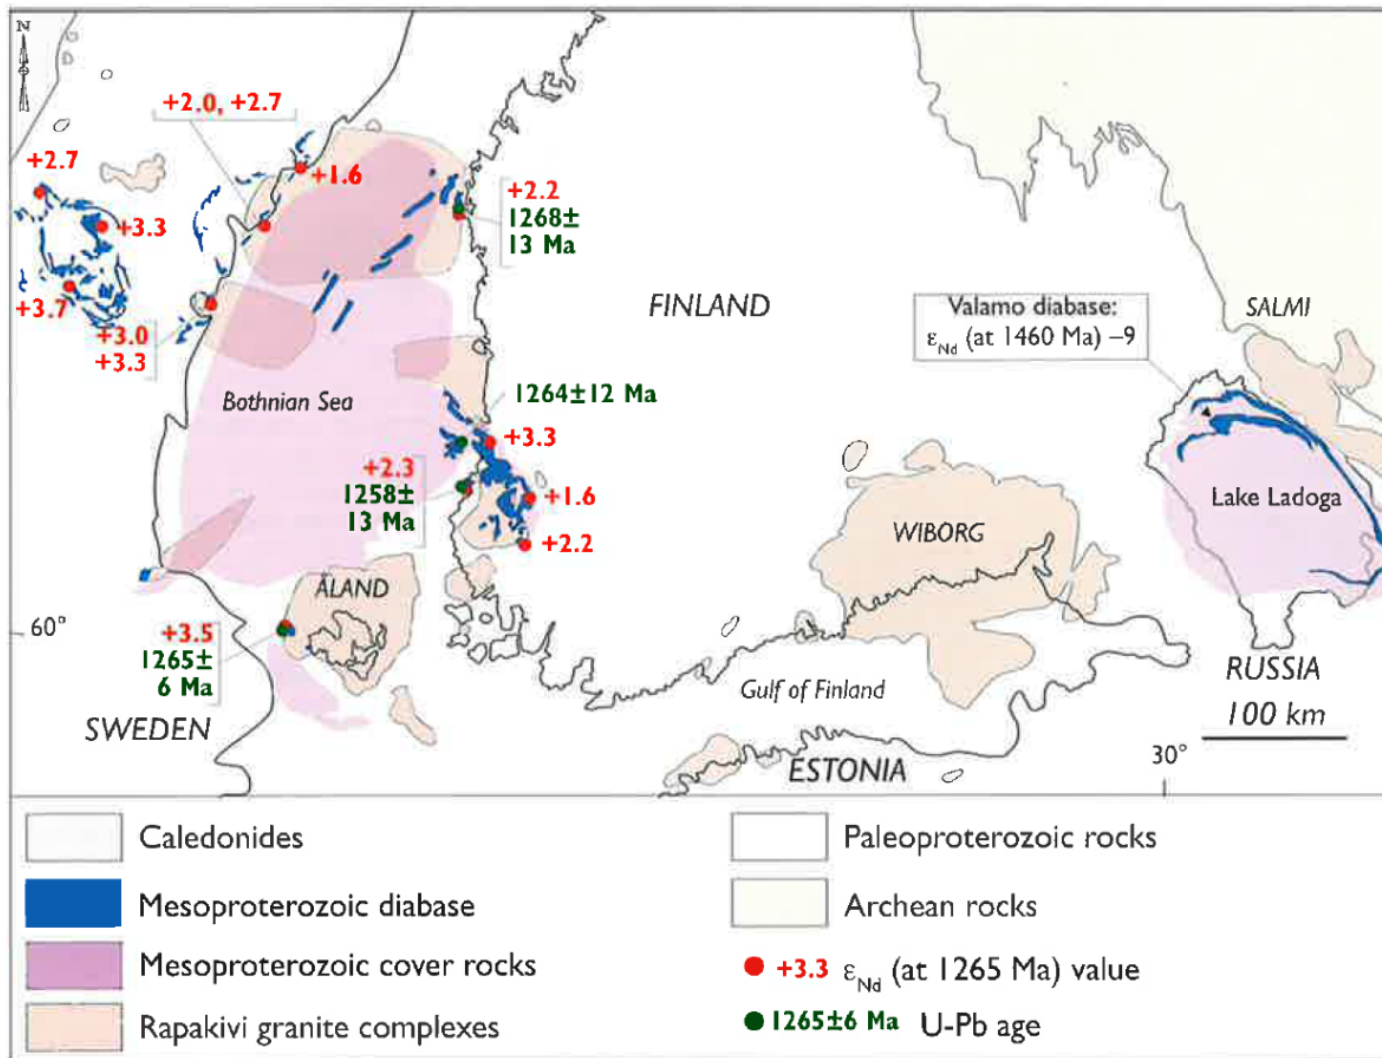 N
+2.0, +2.7
+2.7
+1.6
+3.3
+2.2
1268±
13 Ma
+3.7
+3.0
+3.3
FINLAND
Valamo diabase:
εNd (at 1460 Ma) –9
SALMI
Bothnian Sea
1264±12 Ma
+3.3
+2.3
1258±
13 Ma
+1.6
+2.2
WIBORG
Lake Ladoga
ÅLAND
60°
+3.5
1265±
6 Ma
SWEDEN
Gulf of Finland
RUSSIA
100 km
30°
ESTONIA
Caledonides
Mesoproterozoic diabase
Mesoproterozoic cover rocks
Rapakivi granite complexes
Paleoproterozoic rocks
Archean rocks
+3.3 εNd (at 1265 Ma) value
1265±6 Ma U-Pb age